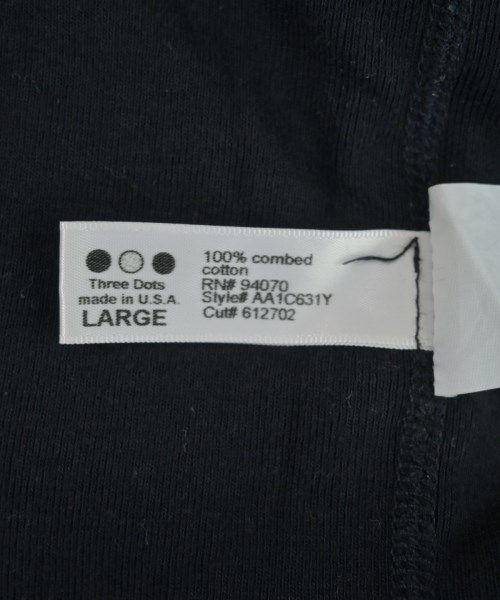 Three Dots
made in U.S.A.
LARGE
100% combed
cotton
RN# 94070
Style# AA1C631Y
Cut# 612702